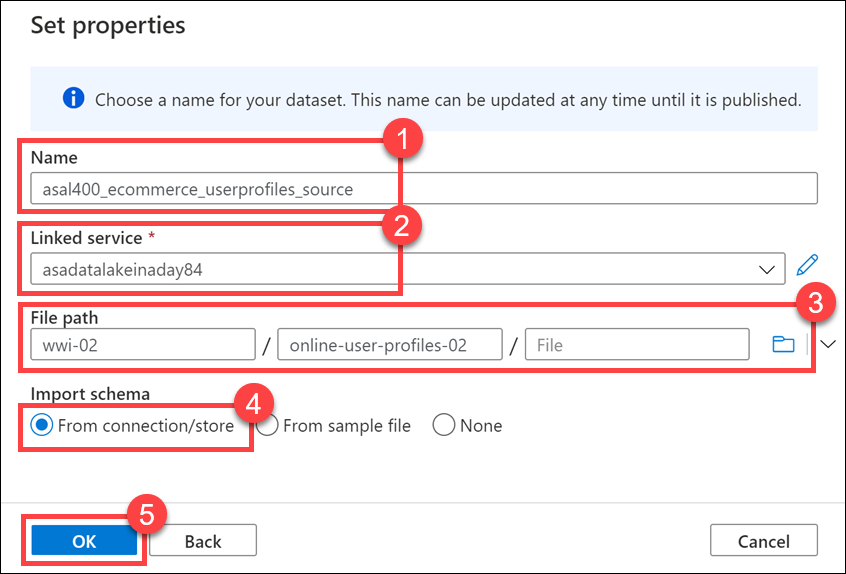 Set properties
Choose a name for your dataset. This name can be updated at any time until it is published.
1
Name
asal400_ecommerce_userprofiles_source
2
Linked service *
asadatalakeinaday84
3
File path
wwi-02 / online-user-profiles-02 / File
Import schema
4
From connection/store From sample file None
5
OK Back Cancel